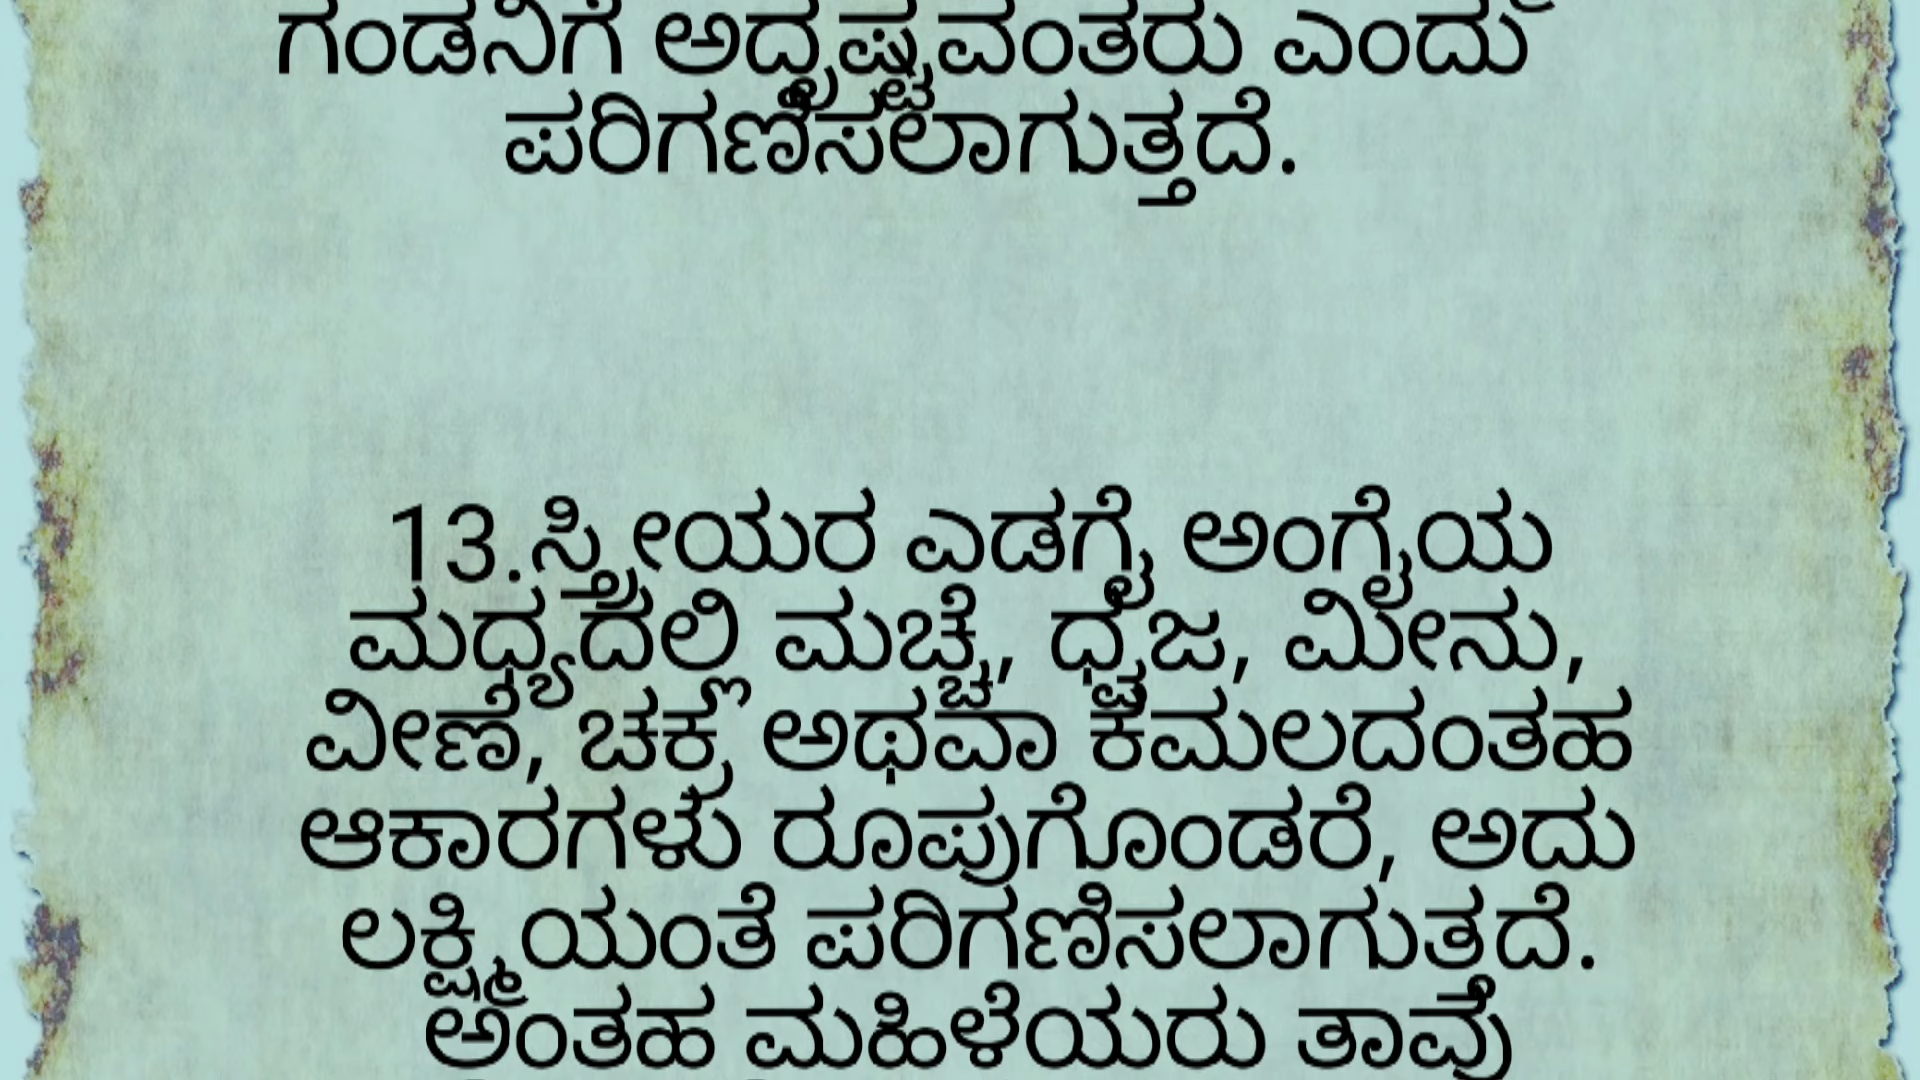 ಗಂಡನಿಗೆ ಅದೃಷ್ಟವಂತರು ಎಂದು
ಪರಿಗಣಿಸಲಾಗುತ್ತದೆ.
13.ಸ್ತ್ರೀಯರ ಎಡಗೈ ಅಂಗೈಯ
ಮಧ್ಯದಲ್ಲಿ ಮಚ್ಚೆ, ಧ್ವಜ, ಮೀನು,
ವೀಣೆ, ಚಕ್ರ ಅಥವಾ ಕಮಲದಂತಹ
ಆಕಾರಗಳು ರೂಪುಗೊಂಡರೆ, ಅದು
ಲಕ್ಷ್ಮಿಯಂತೆ ಪರಿಗಣಿಸಲಾಗುತ್ತದೆ.
ಅಂತಹ ಮಹಿಳೆಯರು ತಾವು